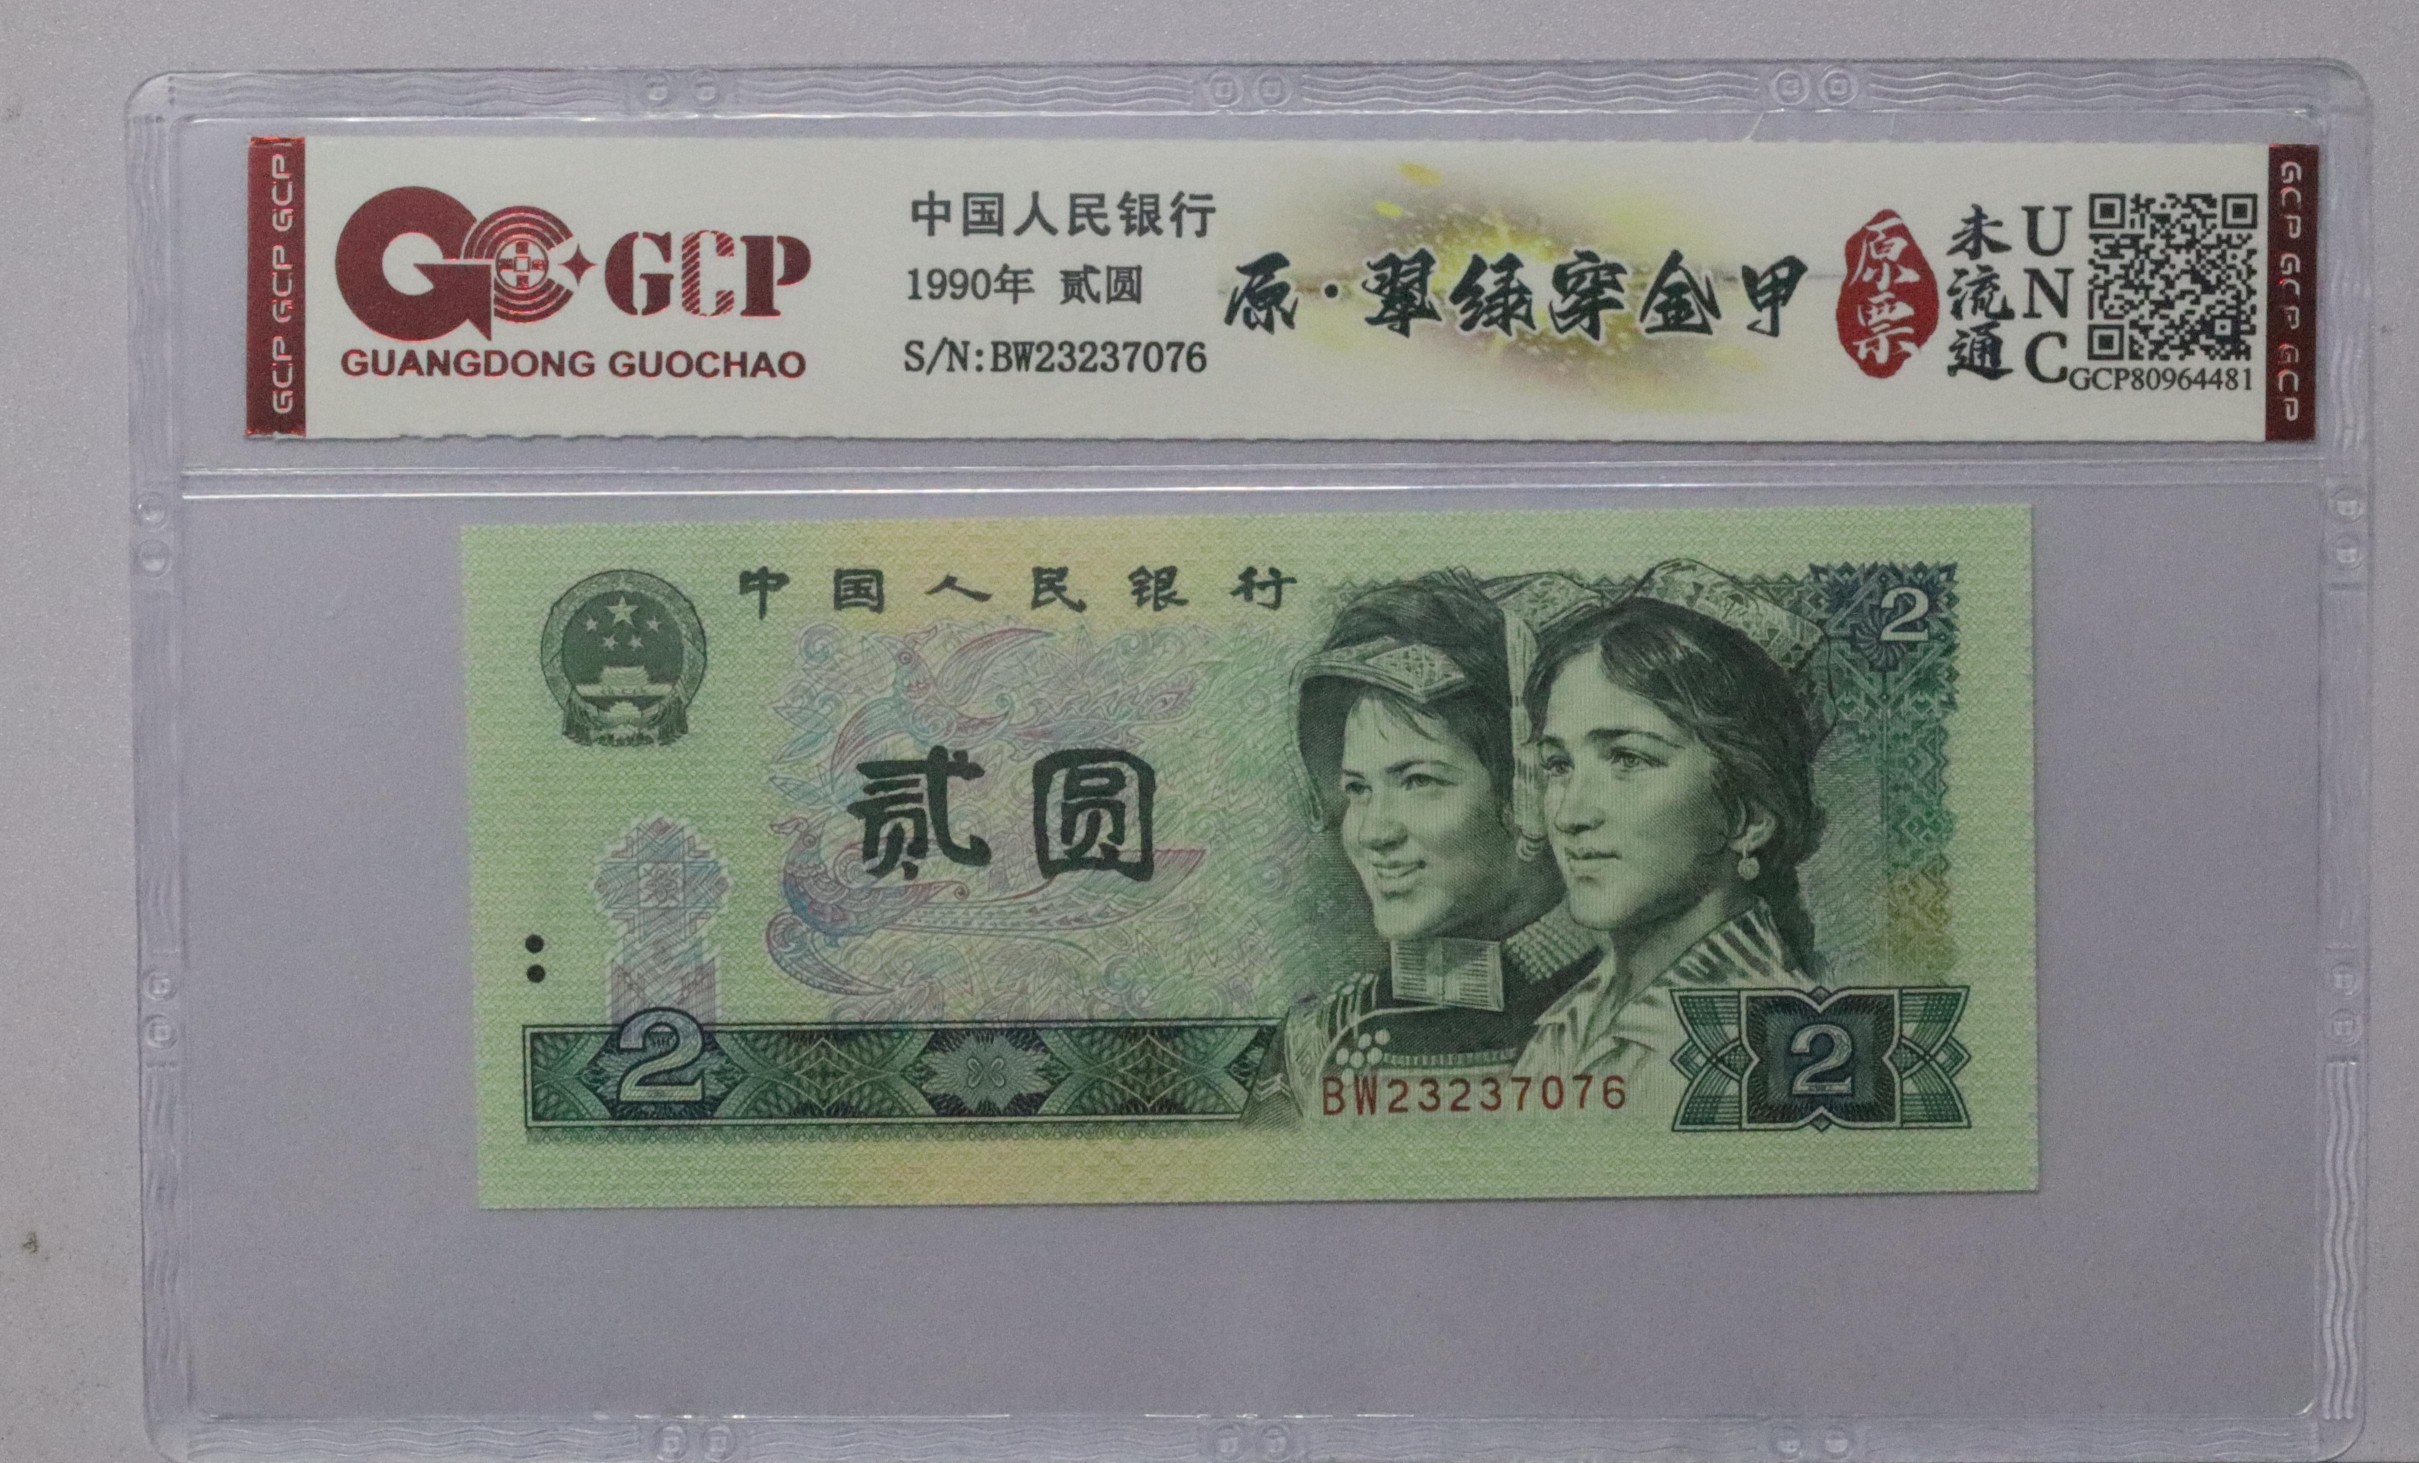 GCP GCP GCP
GCP
GUANGDONG GUOCHAO
中国人民银行
1990年 贰圆
S/N:BW23237076
原·翠绿穿金甲
原票
未流通
UNC
GCP80964481
GCP GCP GCP
中国人民银行
2
贰圆
2
BW23237076
2